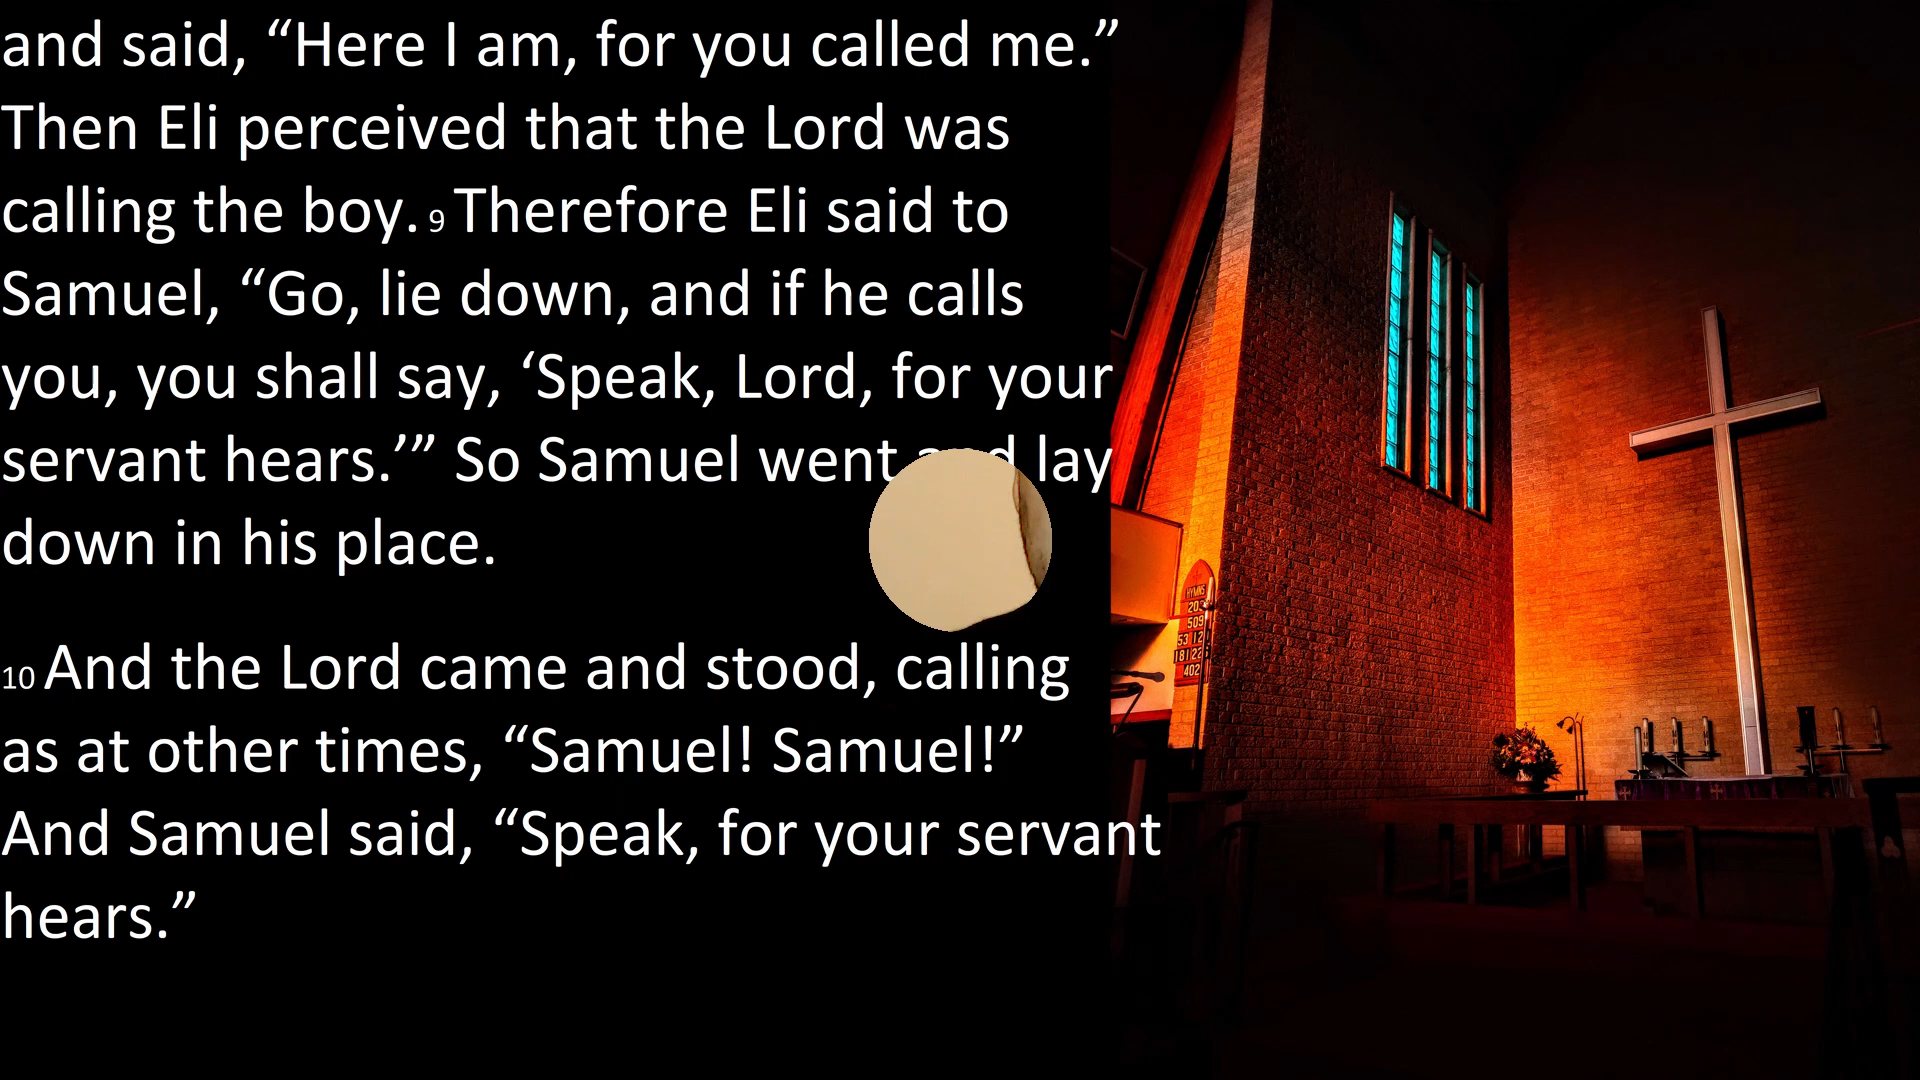 and said, “Here I am, for you called me.”
Then Eli perceived that the Lord was
calling the boy. 9 Therefore Eli said to
Samuel, “Go, lie down, and if he calls
you, you shall say, ‘Speak, Lord, for your
servant hears.’” So Samuel went and lay
down in his place.
10 And the Lord came and stood, calling
as at other times, “Samuel! Samuel!”
And Samuel said, “Speak, for your servant
hears.”
HYMNS
509
402